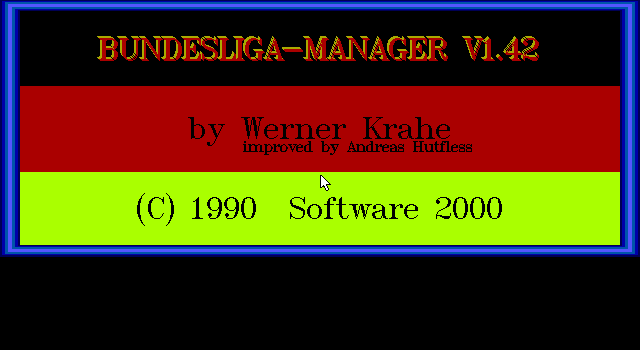 BUNDESLIGA-MANAGER V1.42
by Werner Krahe
improved by Andreas Hutfless
(C) 1990 Software 2000